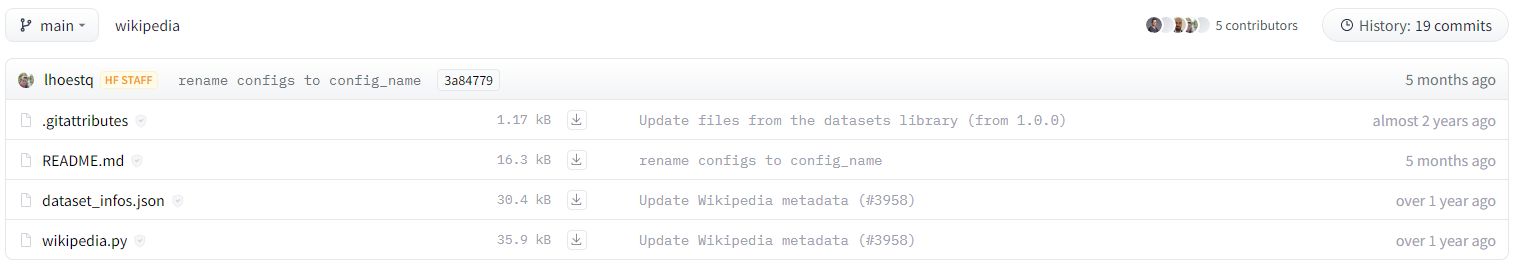 main wikipedia 5 contributors History: 19 commits
lhoestq HF STAFF rename configs to config_name 3a84779 5 months ago
.gitattributes 1.17 kB Update files from the datasets library (from 1.0.0) almost 2 years ago
README.md 16.3 kB rename configs to config_name 5 months ago
dataset_infos.json 30.4 kB Update Wikipedia metadata (#3958) over 1 year ago
wikipedia.py 35.9 kB Update Wikipedia metadata (#3958) over 1 year ago